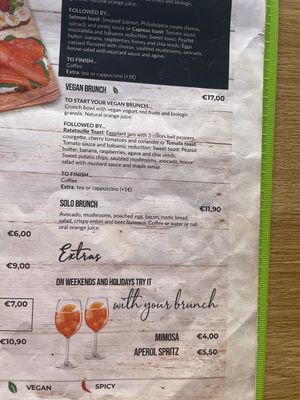 Natural orange juice.
FOLLOWED BY...
Salmon toast: Smoked Salmon, Philadelphia cream cheese,
spinach and pesto sauce or Caprese toast: Tomato sauce,
mozzarella and balsamic reduction; Sweet toast: Peanut
butter, banana, raspberries, honey and chia seeds; Eggs:
custard flavored with cheese, sautéed mushrooms, avocado,
house salad with mustard and agave.
TO FINISH...
Coffee
Extra: tea or cappuccino (+1€)
VEGAN BRUNCH €17,00
TO START YOUR VEGAN BRUNCH...
Crunch bowl with vegan yogurt, red fruits and biologic
granola; Natural orange juice.
FOLLOWED BY...
Ratatouille Toast: Eggplant jam with 3 colors bell peppers,
courgette, cherry tomatoes and coriander or Tomato Toast:
Tomato sauce and balsamic reduction; Sweet toast: Peanut
butter, banana, raspberries, agave and chia seeds;
Sweet potato chips, sautéed mushrooms, avocado, house
salad with mustard sauce and maple syrup.
TO FINISH...
Coffee
Extra: tea or cappuccino (+1€)
SOLO BRUNCH €11,90
Avocado, mushrooms, poached egg, bacon, rustic bread,
salad, crispy onion and beet hummus. Coffee or water or nat
ural orange juice.
€6,00
Extras
€9,00
ON WEEKENDS AND HOLIDAYS TRY IT
€7,00
with your brunch
€10,90
MIMOSA €4,00
APEROL SPRITZ €5,50
VEGAN SPICY